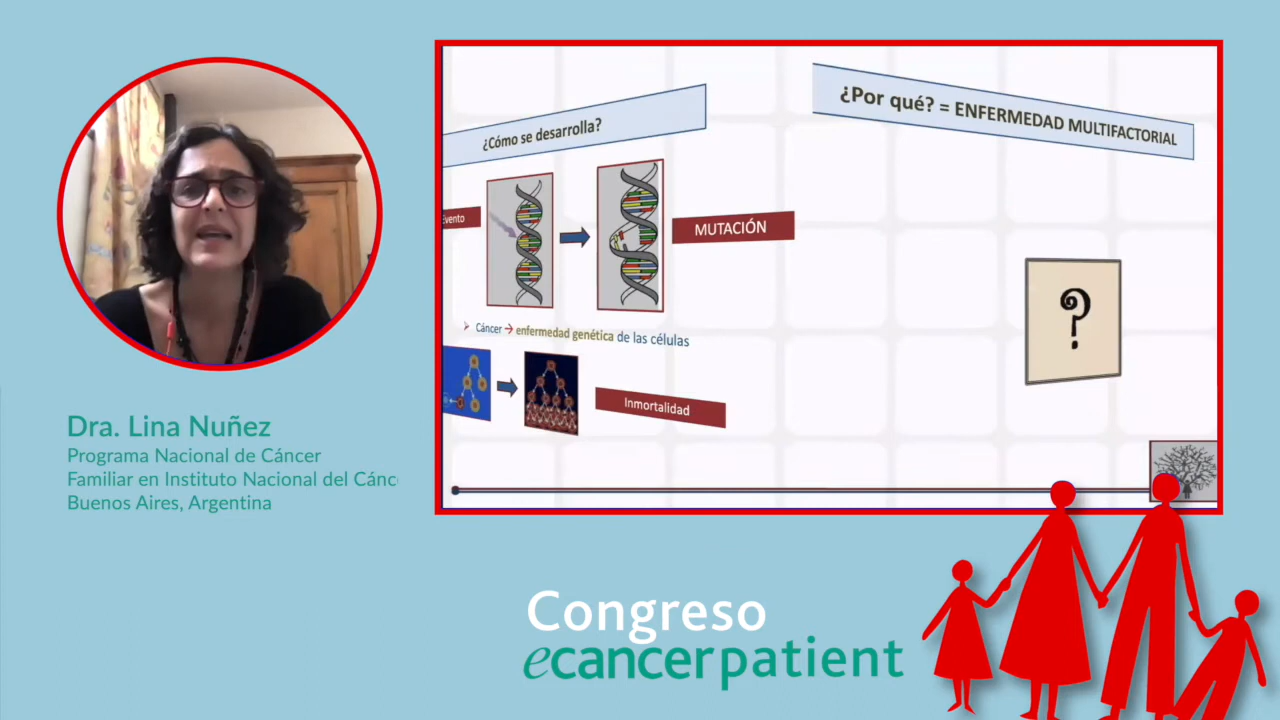 ¿Cómo se desarrolla?
¿Por qué? = ENFERMEDAD MULTIFACTORIAL
Evento
MUTACIÓN
Cáncer → enfermedad genética de las células
Inmortalidad
?
Dra. Lina Nuñez
Programa Nacional de Cáncer
Familiar en Instituto Nacional del Cánc
Buenos Aires, Argentina
Congreso
ecancerpatient